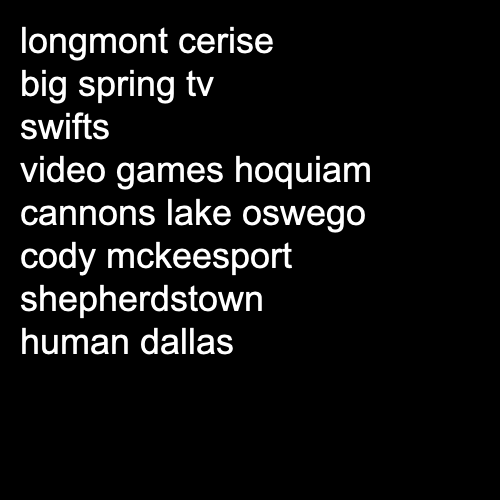 longmont cerise
big spring tv
swifts
video games hoquiam
cannons lake oswego
cody mckeesport
shepherdstown
human dallas